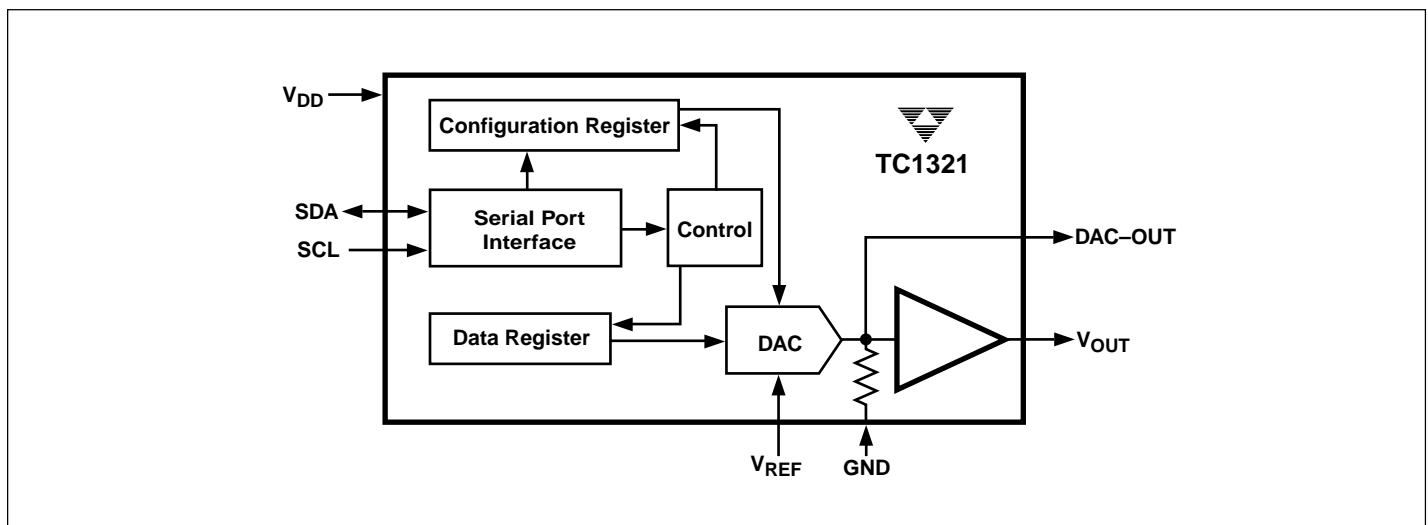 VDD
Configuration Register
TC1321
SDA
SCL
Serial Port
Interface
Control
DAC–OUT
Data Register
DAC
VOUT
VREF
GND